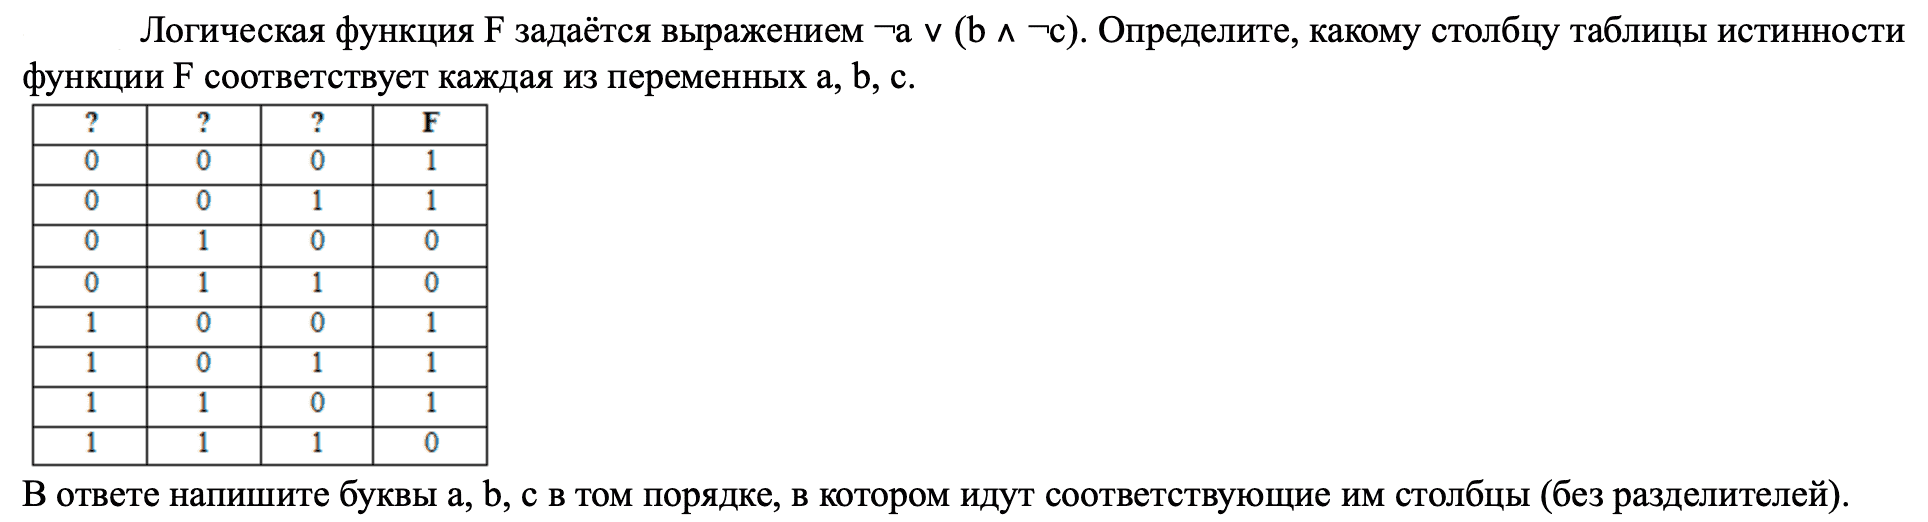 Логическая функция F задаётся выражением ¬a ∨ (b ∧ ¬c). Определите, какому столбцу таблицы истинности
функции F соответствует каждая из переменных a, b, c.
? ? ? F
0 0 0 1
0 0 1 1
0 1 0 0
0 1 1 0
1 0 0 1
1 0 1 1
1 1 0 1
1 1 1 0
В ответе напишите буквы a, b, c в том порядке, в котором идут соответствующие им столбцы (без разделителей).